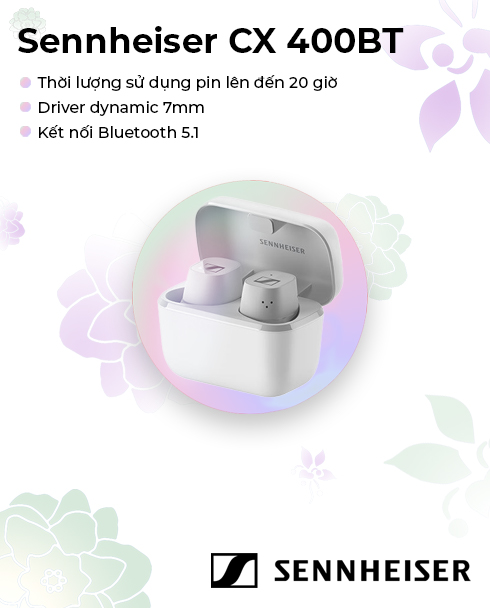 Sennheiser CX 400BT
Thời lượng sử dụng pin lên đến 20 giờ
Driver dynamic 7mm
Kết nối Bluetooth 5.1
SENNHEISER
SENNHEISER